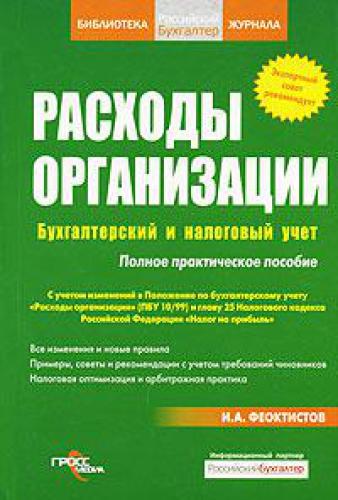 БИБЛИОТЕКА Российский Бухгалтер ЖУРНАЛА
Экспертный
совет
рекомендует
РАСХОДЫ
ОРГАНИЗАЦИИ
Бухгалтерский и налоговый учет
Полное практическое пособие
С учетом изменений в Положение по бухгалтерскому учету
«Расходы организации» (ПБУ 10/99) и главу 25 Налогового кодекса
Российской Федерации «Налог на прибыль»
Все изменения и новые правила
Примеры, советы и рекомендации с учетом требований чиновников
Налоговая оптимизация и арбитражная практика
И.А. ФЕОКТИСТОВ
ГРОСС
МЕДИА
Информационный партнер
Российский Бухгалтер